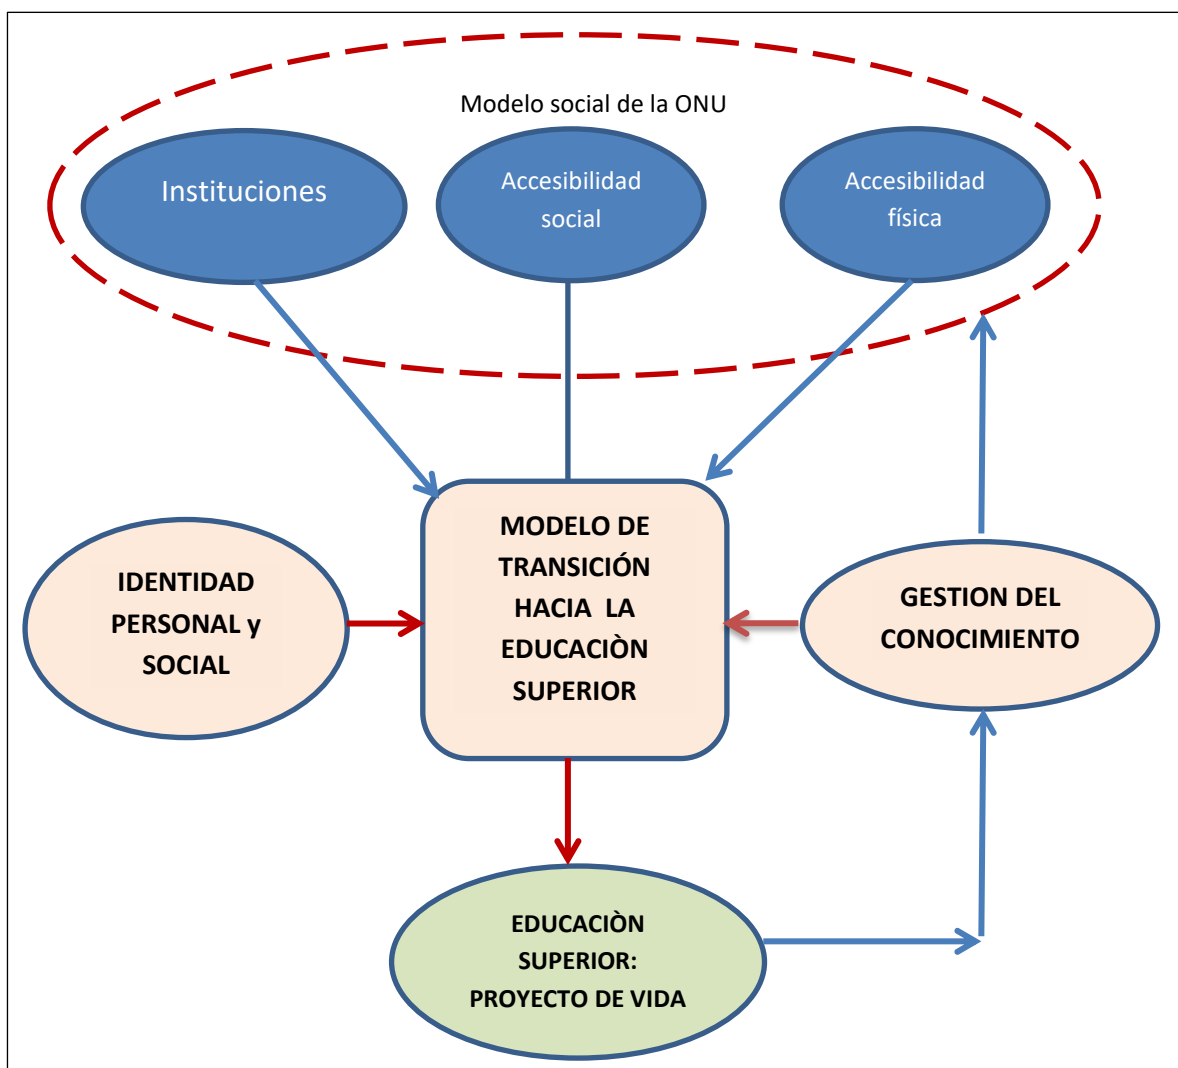 Modelo social de la ONU
Instituciones
Accesibilidad
social
Accesibilidad
física
MODELO DE
TRANSICIÓN
HACIA  LA
EDUCACIÒN
SUPERIOR
IDENTIDAD
PERSONAL y
SOCIAL
GESTION DEL
CONOCIMIENTO
EDUCACIÒN
SUPERIOR:
PROYECTO DE VIDA